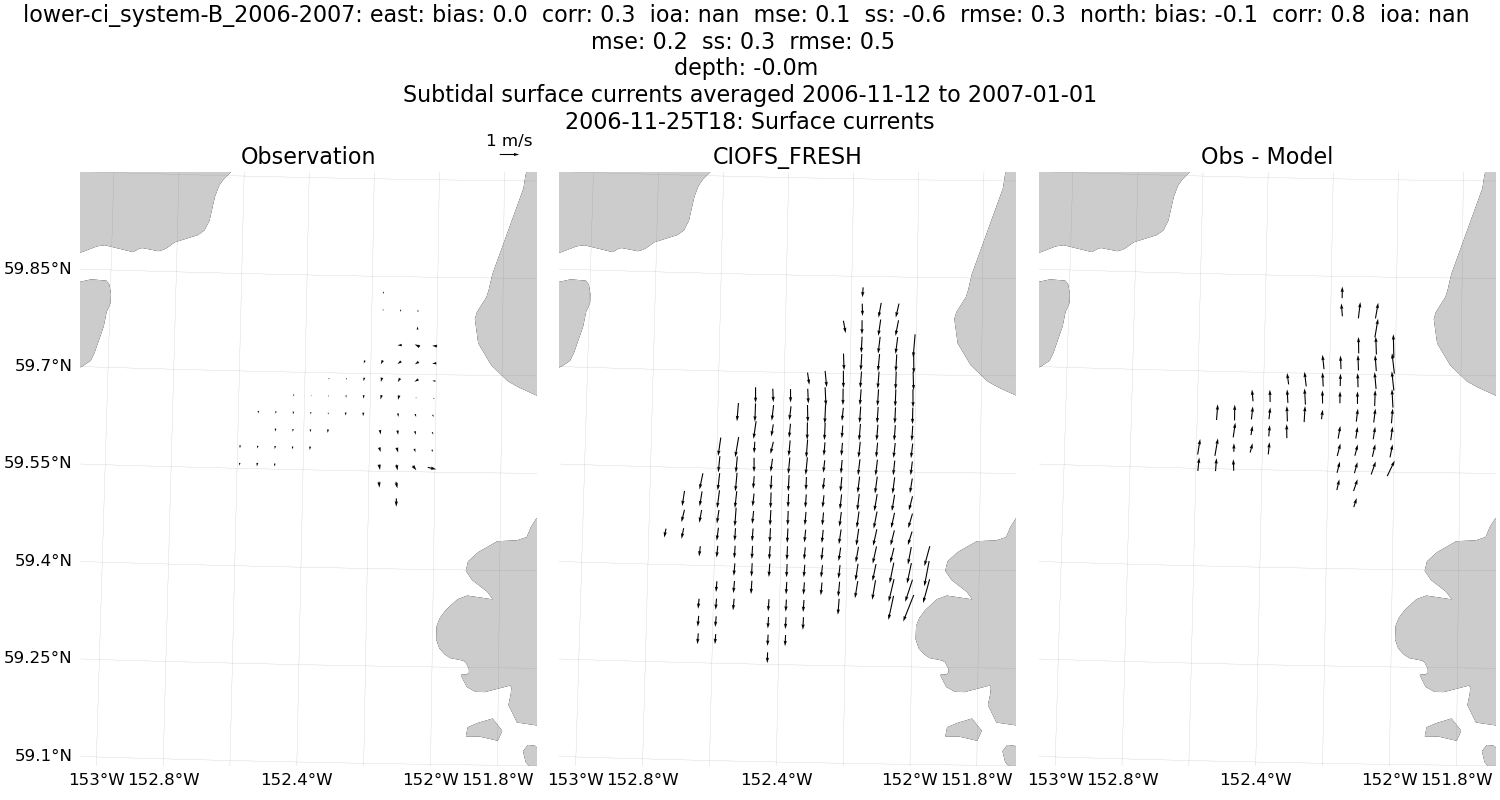 lower-ci_system-B_2006-2007: east: bias: 0.0  corr: 0.3  ioa: nan  mse: 0.1  ss: -0.6  rmse: 0.3  north: bias: -0.1  corr: 0.8  ioa: nan
mse: 0.2  ss: 0.3  rmse: 0.5
depth: -0.0m
Subtidal surface currents averaged 2006-11-12 to 2007-01-01
2006-11-25T18: Surface currents
1 m/s
Observation
CIOFS_FRESH
Obs - Model
59.85°N
59.7°N
59.55°N
59.4°N
59.25°N
59.1°N
153°W 152.8°W 152.4°W 152°W 151.8°W
153°W 152.8°W 152.4°W 152°W 151.8°W
153°W 152.8°W 152.4°W 152°W 151.8°W